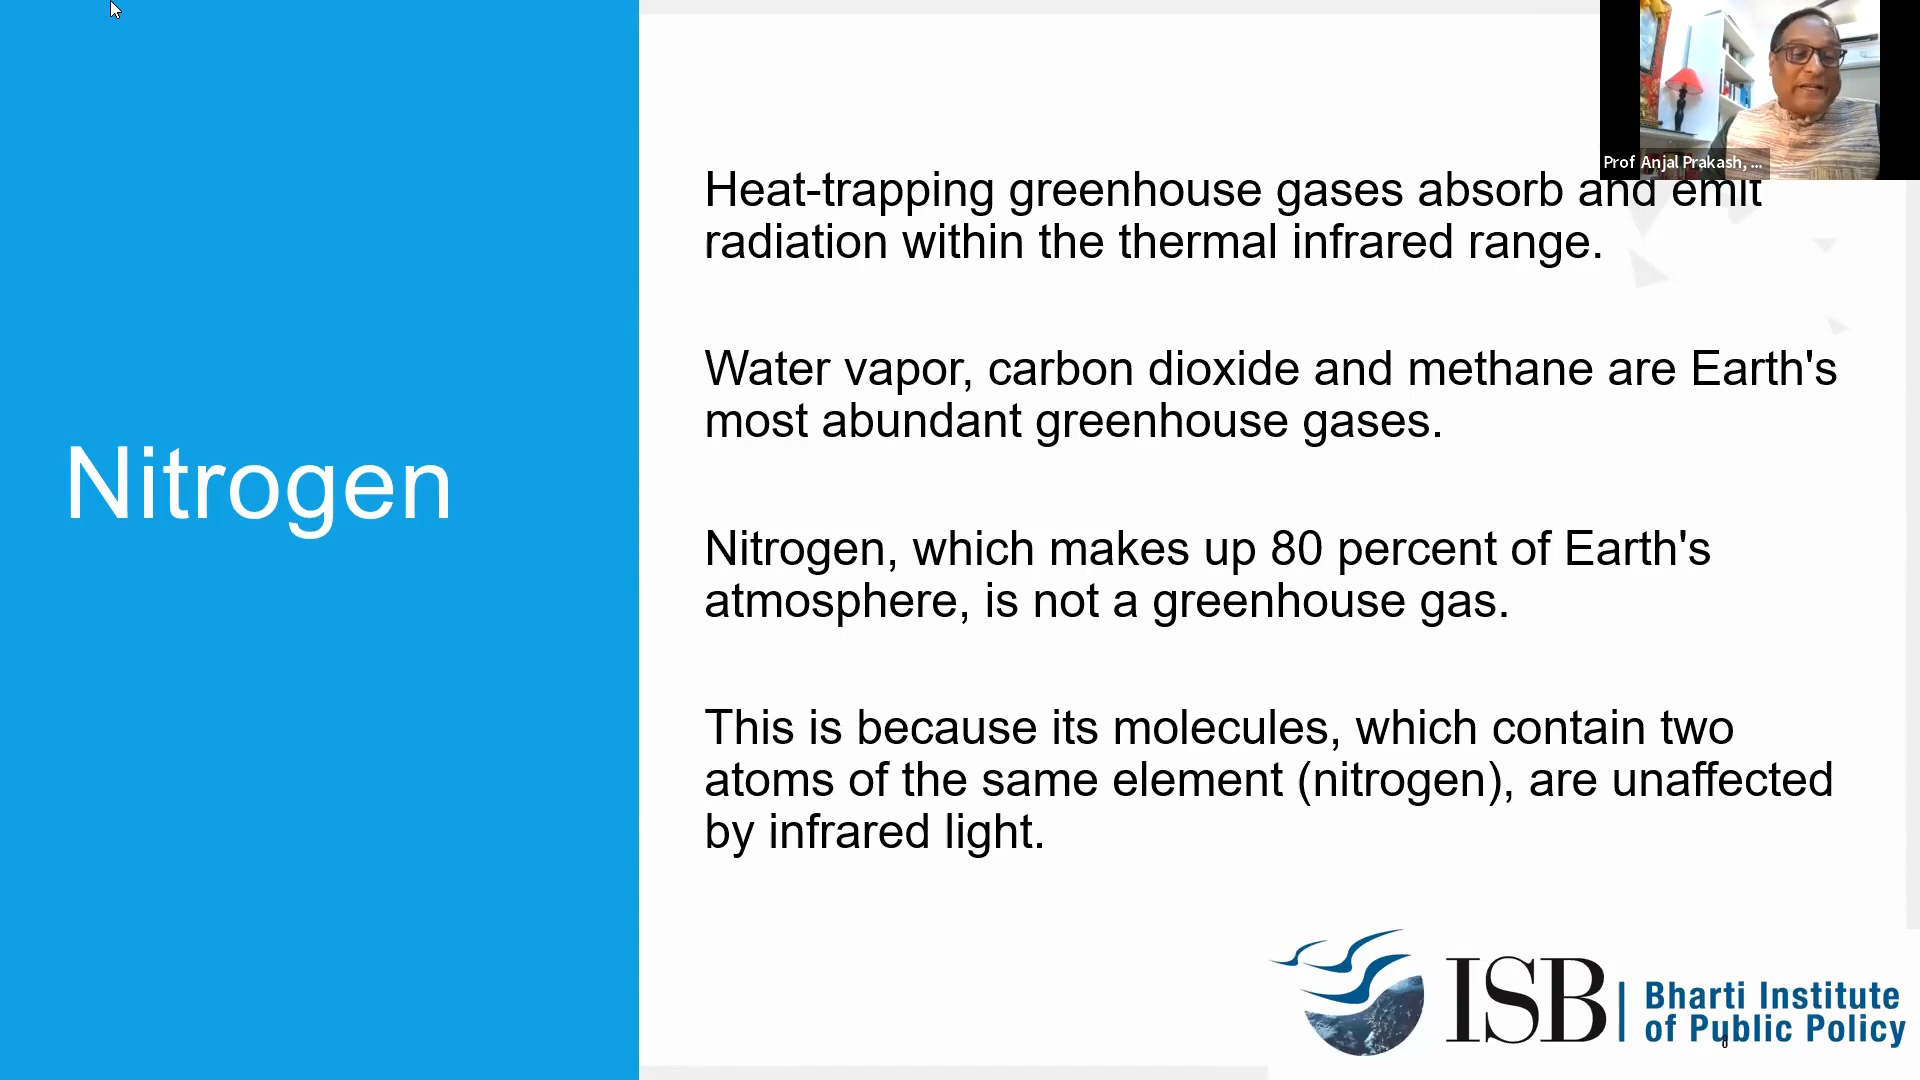 Prof Anjal Prakash, ...
Heat-trapping greenhouse gases absorb and emit
radiation within the thermal infrared range.
Water vapor, carbon dioxide and methane are Earth's
most abundant greenhouse gases.
Nitrogen
Nitrogen, which makes up 80 percent of Earth's
atmosphere, is not a greenhouse gas.
This is because its molecules, which contain two
atoms of the same element (nitrogen), are unaffected
by infrared light.
ISB | Bharti Institute
of Public Policy